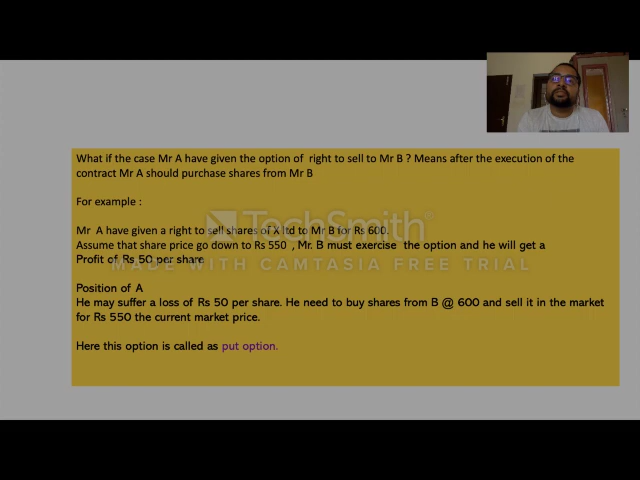 What if the case Mr A have given the option of right to sell to Mr B ? Means after the execution of the
contract Mr A should purchase shares from Mr B
For example :
Mr A have given a right to sell shares of X ltd to Mr B for Rs 600.
Assume that share price go down to Rs 550 , Mr. B must exercise the option and he will get a
Profit of Rs 50 per share
TechSmith
MADE WITH CAMTASIA FREE TRIAL
Position of A
He may suffer a loss of Rs 50 per share. He need to buy shares from B @ 600 and sell it in the market
for Rs 550 the current market price.
Here this option is called as put option.